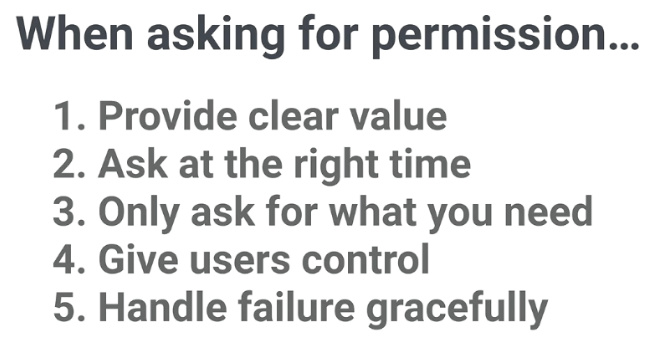 When asking for permission...
1. Provide clear value
2. Ask at the right time
3. Only ask for what you need
4. Give users control
5. Handle failure gracefully